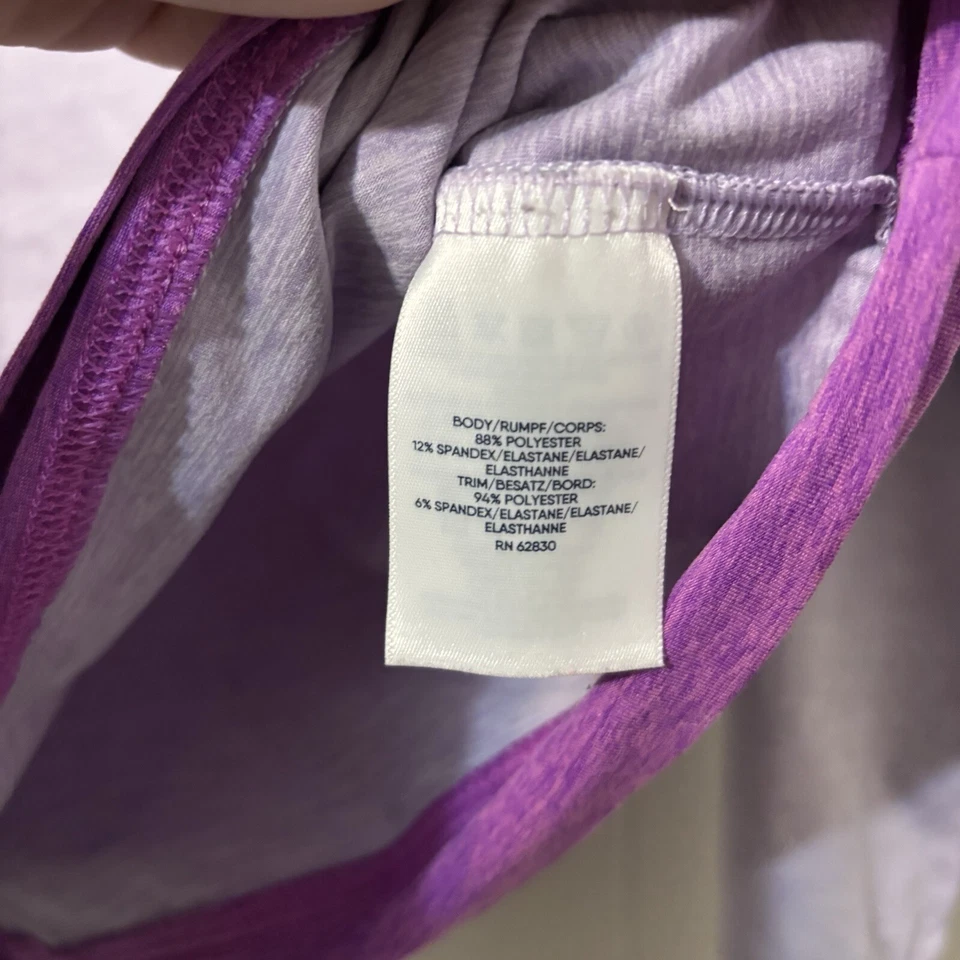 BODY/RUMPF/CORPS:
88% POLYESTER
12% SPANDEX/ELASTANE/ELASTANE/
ELASTHANNE
TRIM/BESATZ/BORD:
94% POLYESTER
6% SPANDEX/ELASTANE/ELASTANE/
ELASTHANNE
RN 62830